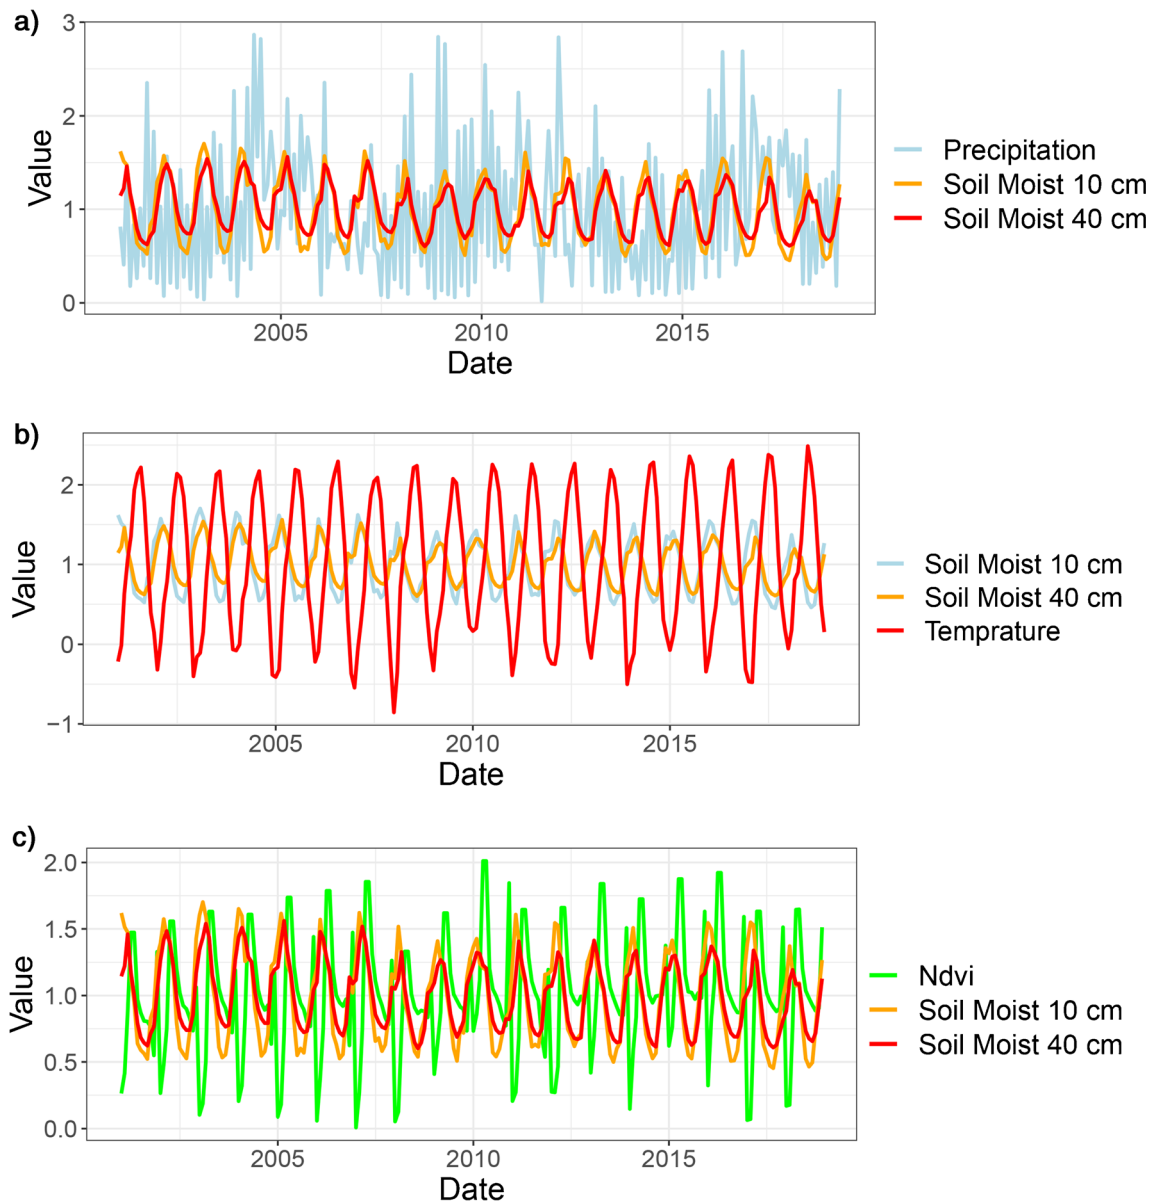 a)
3
2
1
0
Value
2005 2010 2015
Date
Precipitation
Soil Moist 10 cm
Soil Moist 40 cm
b)
2
1
0
−1
Value
2005 2010 2015
Date
Soil Moist 10 cm
Soil Moist 40 cm
Temprature
c)
2.0
1.5
1.0
0.5
0.0
Value
2005 2010 2015
Date
Ndvi
Soil Moist 10 cm
Soil Moist 40 cm